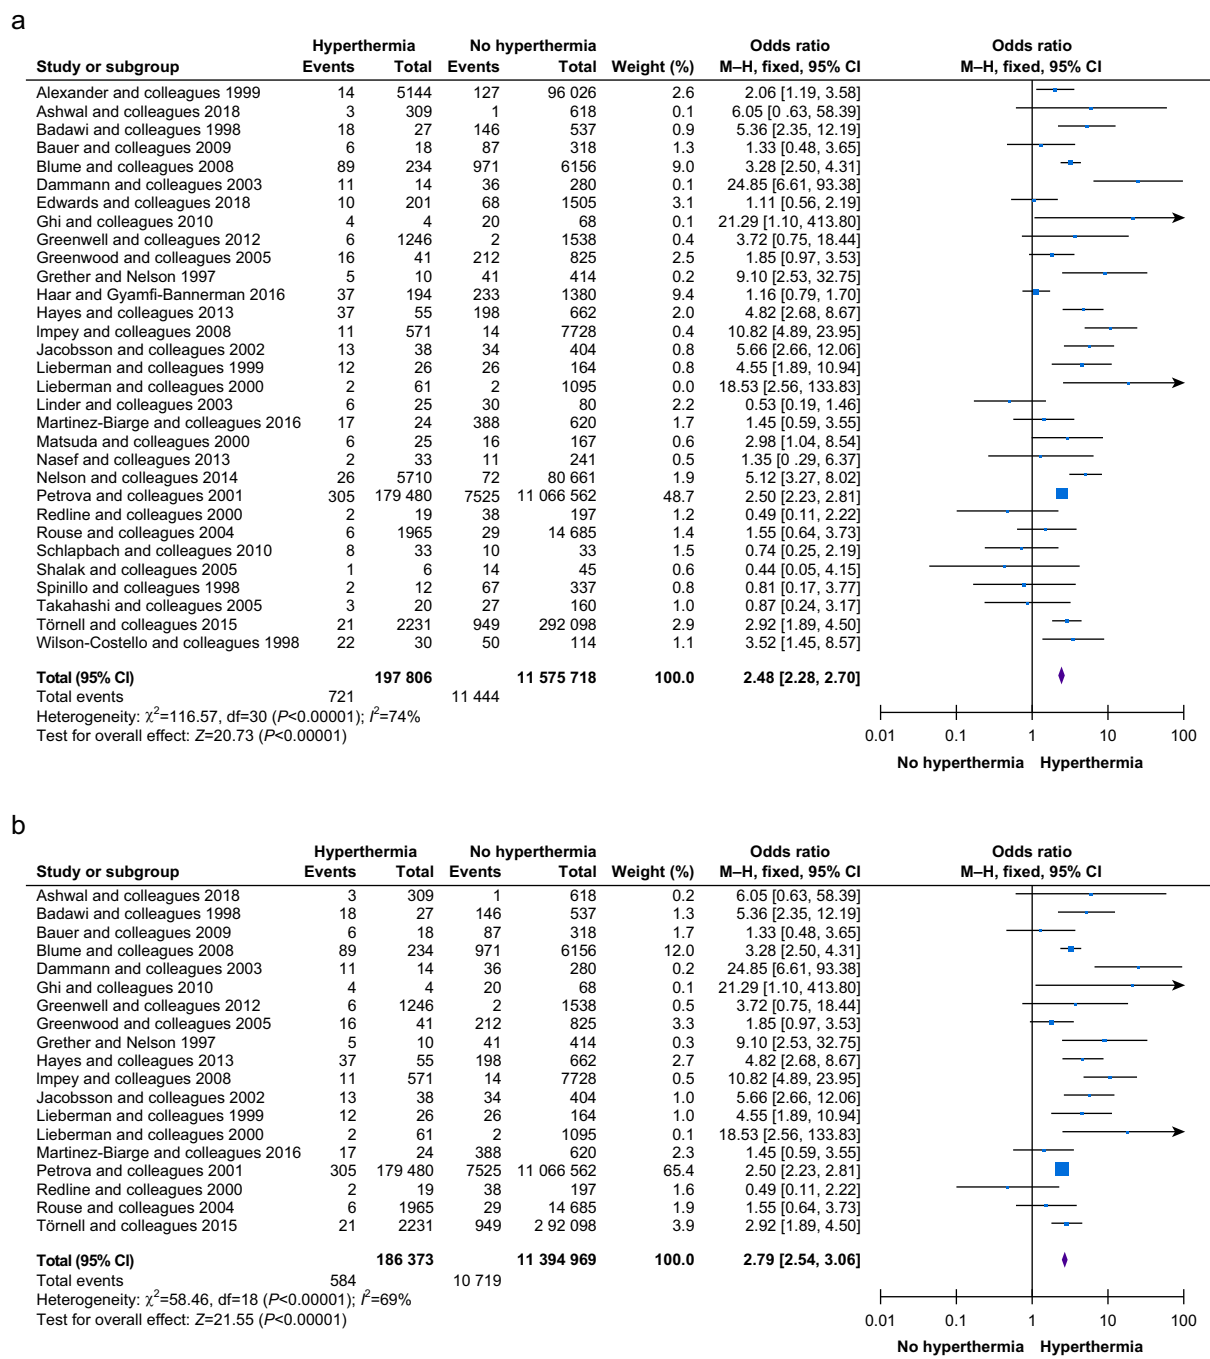 a
Hyperthermia No hyperthermia Odds ratio Odds ratio
Study or subgroup Events Total Events Total Weight (%) M–H, fixed, 95% CI M–H, fixed, 95% CI
Alexander and colleagues 1999 14 5144 127 96 026 2.6 2.06 [1.19, 3.58]
Ashwal and colleagues 2018 3 309 1 618 0.1 6.05 [0 .63, 58.39]
Badawi and colleagues 1998 18 27 146 537 0.9 5.36 [2.35, 12.19]
Bauer and colleagues 2009 6 18 87 318 1.3 1.33 [0.48, 3.65]
Blume and colleagues 2008 89 234 971 6156 9.0 3.28 [2.50, 4.31]
Dammann and colleagues 2003 11 14 36 280 0.1 24.85 [6.61, 93.38]
Edwards and colleagues 2018 10 201 68 1505 3.1 1.11 [0.56, 2.19]
Ghi and colleagues 2010 4 4 20 68 0.1 21.29 [1.10, 413.80]
Greenwell and colleagues 2012 6 1246 2 1538 0.4 3.72 [0.75, 18.44]
Greenwood and colleagues 2005 16 41 212 825 2.5 1.85 [0.97, 3.53]
Grether and Nelson 1997 5 10 41 414 0.2 9.10 [2.53, 32.75]
Haar and Gyamfi-Bannerman 2016 37 194 233 1380 9.4 1.16 [0.79, 1.70]
Hayes and colleagues 2013 37 55 198 662 2.0 4.82 [2.68, 8.67]
Impey and colleagues 2008 11 571 14 7728 0.4 10.82 [4.89, 23.95]
Jacobsson and colleagues 2002 13 38 34 404 0.8 5.66 [2.66, 12.06]
Lieberman and colleagues 1999 12 26 26 164 0.8 4.55 [1.89, 10.94]
Lieberman and colleagues 2000 2 61 2 1095 0.0 18.53 [2.56, 133.83]
Linder and colleagues 2003 6 25 30 80 2.2 0.53 [0.19, 1.46]
Martinez-Biarge and colleagues 2016 17 24 388 620 1.7 1.45 [0.59, 3.55]
Matsuda and colleagues 2000 6 25 16 167 0.6 2.98 [1.04, 8.54]
Nasef and colleagues 2013 2 33 11 241 0.5 1.35 [0 .29, 6.37]
Nelson and colleagues 2014 26 5710 72 80 661 1.9 5.12 [3.27, 8.02]
Petrova and colleagues 2001 305 179 480 7525 11 066 562 48.7 2.50 [2.23, 2.81]
Redline and colleagues 2000 2 19 38 197 1.2 0.49 [0.11, 2.22]
Rouse and colleagues 2004 6 1965 29 14 685 1.4 1.55 [0.64, 3.73]
Schlapbach and colleagues 2010 8 33 10 33 1.5 0.74 [0.25, 2.19]
Shalak and colleagues 2005 1 6 14 45 0.6 0.44 [0.05, 4.15]
Spinillo and colleagues 1998 2 12 67 337 0.8 0.81 [0.17, 3.77]
Takahashi and colleagues 2005 3 20 27 160 1.0 0.87 [0.24, 3.17]
Törnell and colleagues 2015 21 2231 949 292 098 2.9 2.92 [1.89, 4.50]
Wilson-Costello and colleagues 1998 22 30 50 114 1.1 3.52 [1.45, 8.57]
Total (95% CI) 197 806 11 575 718 100.0 2.48 [2.28, 2.70]
Total events 721 11 444
Heterogeneity: χ²=116.57, df=30 (P<0.00001); I²=74%
Test for overall effect: Z=20.73 (P<0.00001)
0.01 0.1 1 10 100
No hyperthermia Hyperthermia
b
Hyperthermia No hyperthermia Odds ratio Odds ratio
Study or subgroup Events Total Events Total Weight (%) M–H, fixed, 95% CI M–H, fixed, 95% CI
Ashwal and colleagues 2018 3 309 1 618 0.2 6.05 [0.63, 58.39]
Badawi and colleagues 1998 18 27 146 537 1.3 5.36 [2.35, 12.19]
Bauer and colleagues 2009 6 18 87 318 1.7 1.33 [0.48, 3.65]
Blume and colleagues 2008 89 234 971 6156 12.0 3.28 [2.50, 4.31]
Dammann and colleagues 2003 11 14 36 280 0.2 24.85 [6.61, 93.38]
Ghi and colleagues 2010 4 4 20 68 0.1 21.29 [1.10, 413.80]
Greenwell and colleagues 2012 6 1246 2 1538 0.5 3.72 [0.75, 18.44]
Greenwood and colleagues 2005 16 41 212 825 3.3 1.85 [0.97, 3.53]
Grether and Nelson 1997 5 10 41 414 0.3 9.10 [2.53, 32.75]
Hayes and colleagues 2013 37 55 198 662 2.7 4.82 [2.68, 8.67]
Impey and colleagues 2008 11 571 14 7728 0.5 10.82 [4.89, 23.95]
Jacobsson and colleagues 2002 13 38 34 404 1.0 5.66 [2.66, 12.06]
Lieberman and colleagues 1999 12 26 26 164 1.0 4.55 [1.89, 10.94]
Lieberman and colleagues 2000 2 61 2 1095 0.1 18.53 [2.56, 133.83]
Martinez-Biarge and colleagues 2016 17 24 388 620 2.3 1.45 [0.59, 3.55]
Petrova and colleagues 2001 305 179 480 7525 11 066 562 65.4 2.50 [2.23, 2.81]
Redline and colleagues 2000 2 19 38 197 1.6 0.49 [0.11, 2.22]
Rouse and colleagues 2004 6 1965 29 14 685 1.9 1.55 [0.64, 3.73]
Törnell and colleagues 2015 21 2231 949 2 92 098 3.9 2.92 [1.89, 4.50]
Total (95% CI) 186 373 11 394 969 100.0 2.79 [2.54, 3.06]
Total events 584 10 719
Heterogeneity: χ²=58.46, df=18 (P<0.00001); I²=69%
Test for overall effect: Z=21.55 (P<0.00001)
0.01 0.1 1 10 100
No hyperthermia Hyperthermia